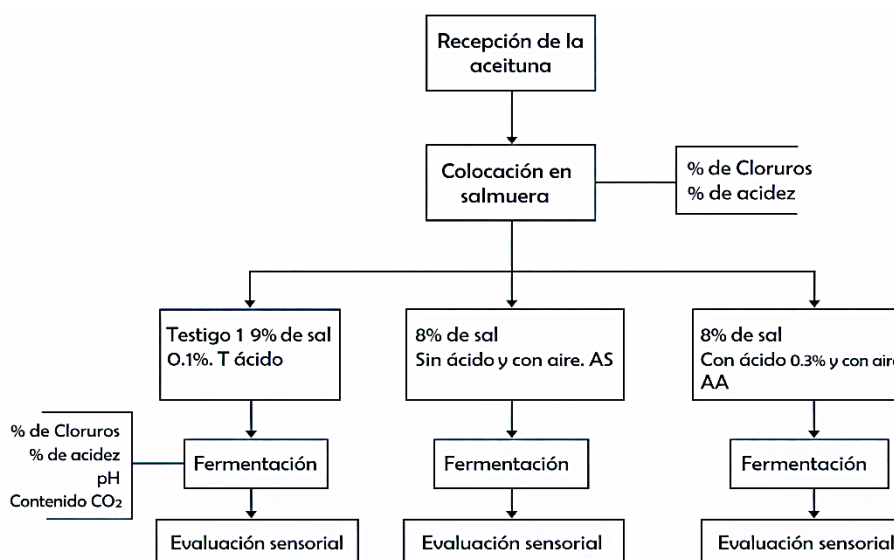 Recepción de la
aceituna
Colocación en
salmuera
% de Cloruros
% de acidez
Testigo 1 9% de sal
0.1%. T ácido
8% de sal
Sin ácido y con aire. AS
8% de sal
Con ácido 0.3% y con aire
AA
% de Cloruros
% de acidez
pH
Contenido CO₂
Fermentación
Fermentación
Fermentación
Evaluación sensorial
Evaluación sensorial
Evaluación sensorial